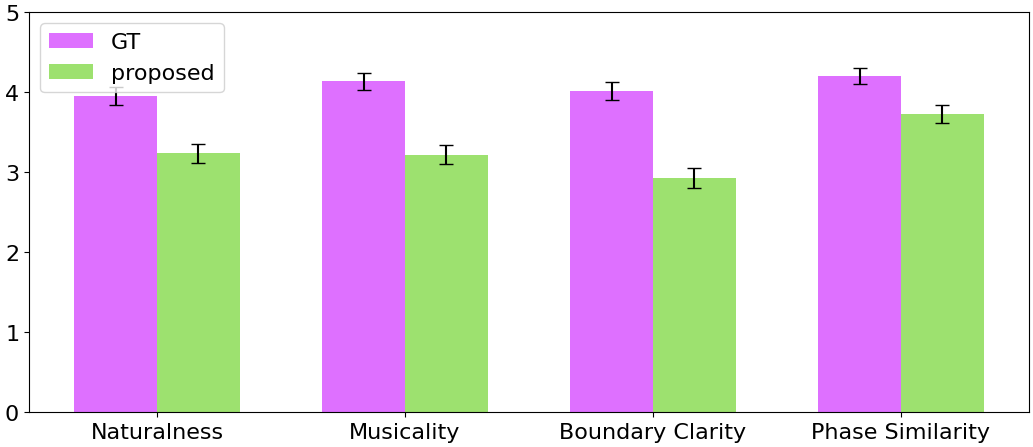 5
4
3
2
1
0
GT
proposed
Naturalness
Musicality
Boundary Clarity
Phase Similarity